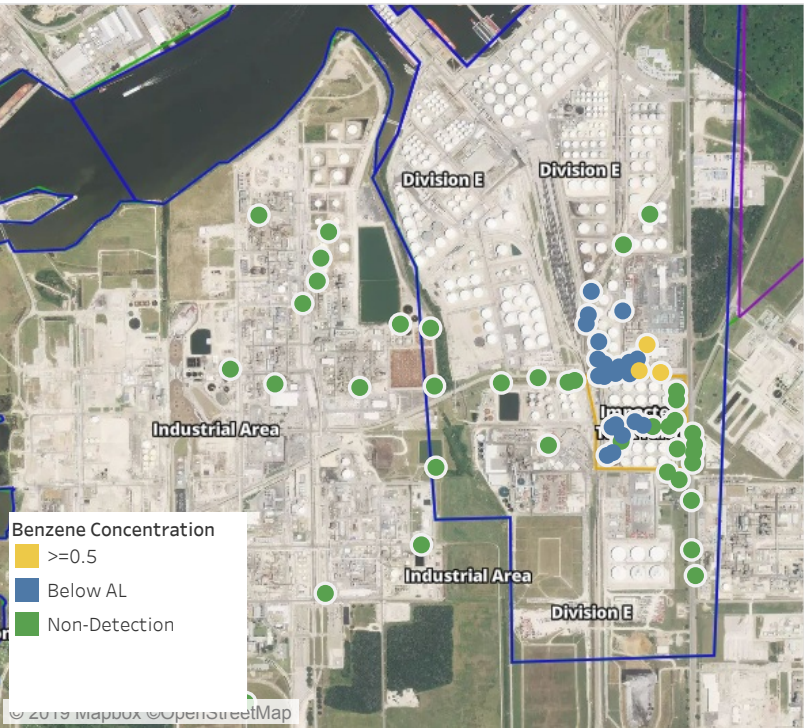 Division E
Division E
Industrial Area
Industrial Area
Division E
Benzene Concentration
>=0.5
Below AL
Non-Detection
© 2019 Mapbox ©OpenStreetMap